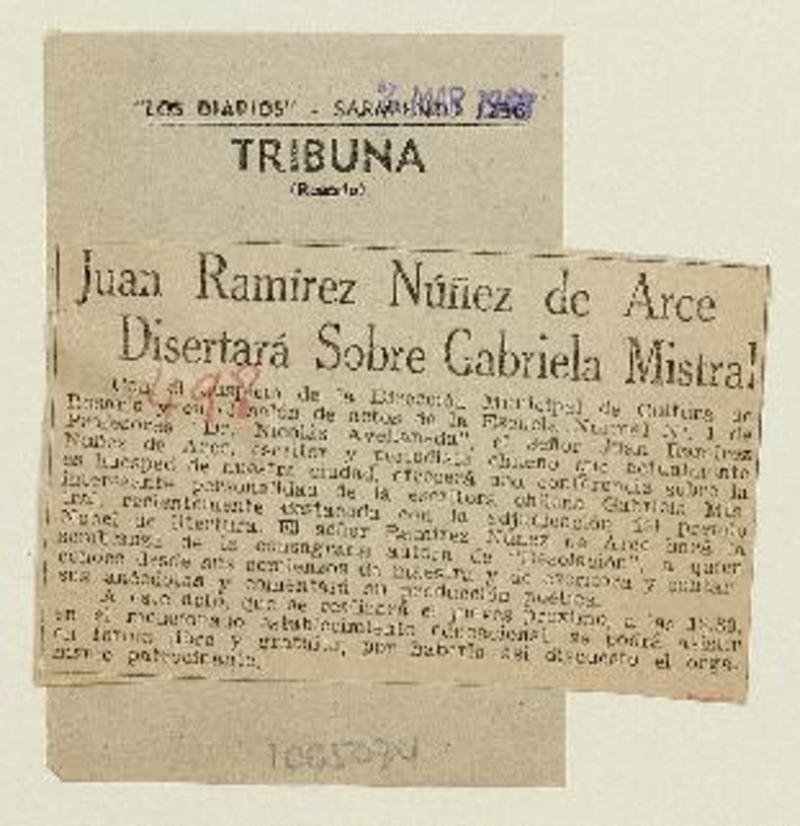 "LOS DIARIOS" - SARMIENTO 1236
MAR
TRIBUNA
(Rosario)
Juan Ramírez Núñez de Arce
Disertará Sobre Gabriela Mistral
Con el auspicio de la Dirección Municipal de Cultura de
Rosario y en el salón de actos de la Escuela Normal Nº. 1 de
Profesoras "Dr. Nicolás Avellaneda", el señor Juan Ramírez
Núñez de Arce, escritor y periodista chileno que actualmente
es huésped de nuestra ciudad, ofrecerá una conferencia sobre la
interesante personalidad de la escritora chilena Gabriela Mis-
tral, recientemente destacada con la adjudicación del premio
Nobel de literatura. El señor Ramírez Núñez de Arce hará la
semblanza de la consagrada autora de "Desolación", a quien
conoce desde sus comienzos de maestra y de escritora y contará
sus anécdotas y comentará su producción poética.
A este acto, que se realizará el jueves próximo, a las 18.30,
en el mencionado establecimiento educacional se podrá asistir
en forma libre y gratuita, por haberlo así dispuesto el orga-
nismo patrocinante.